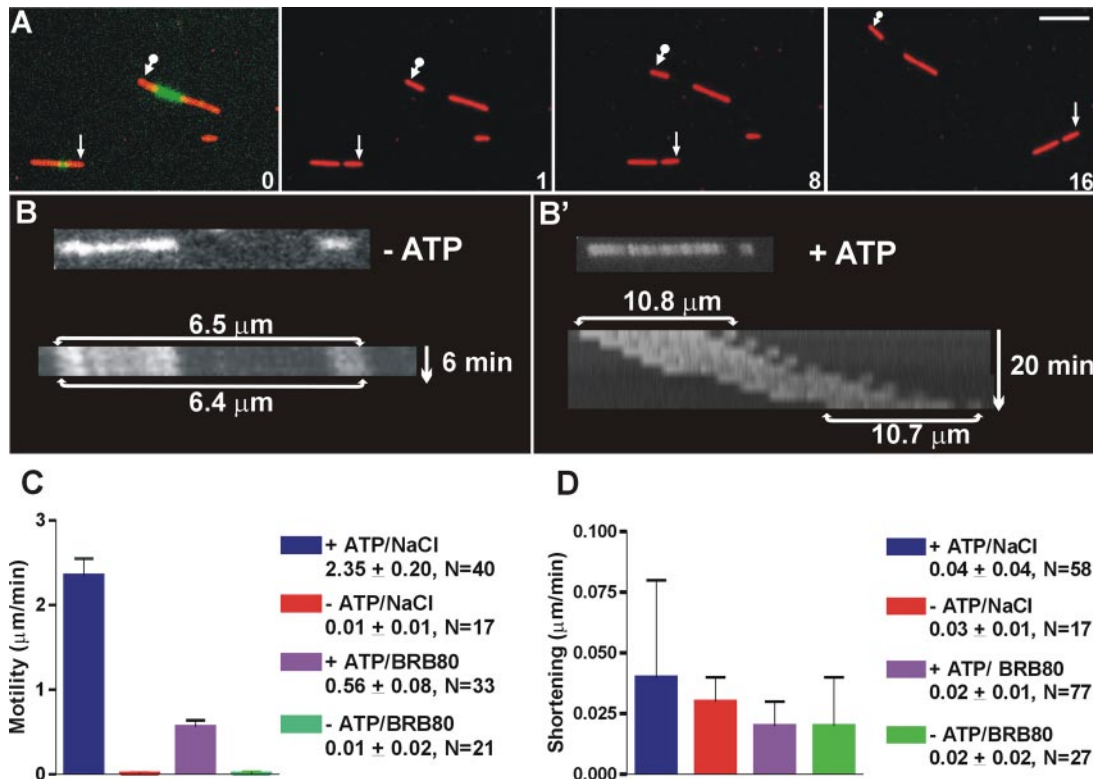 A
0
1
8
16
B
- ATP
6.5 μm
6 min
6.4 μm
B'
+ ATP
10.8 μm
20 min
10.7 μm
C
Motility (μm/min)
3
2
1
0
+ ATP/NaCl
2.35 ± 0.20, N=40
- ATP/NaCl
0.01 ± 0.01, N=17
+ ATP/BRB80
0.56 ± 0.08, N=33
- ATP/BRB80
0.01 ± 0.02, N=21
D
Shortening (μm/min)
0.100
0.075
0.050
0.025
0.000
+ ATP/NaCl
0.04 ± 0.04, N=58
- ATP/NaCl
0.03 ± 0.01, N=17
+ ATP/ BRB80
0.02 ± 0.01, N=77
- ATP/BRB80
0.02 ± 0.02, N=27